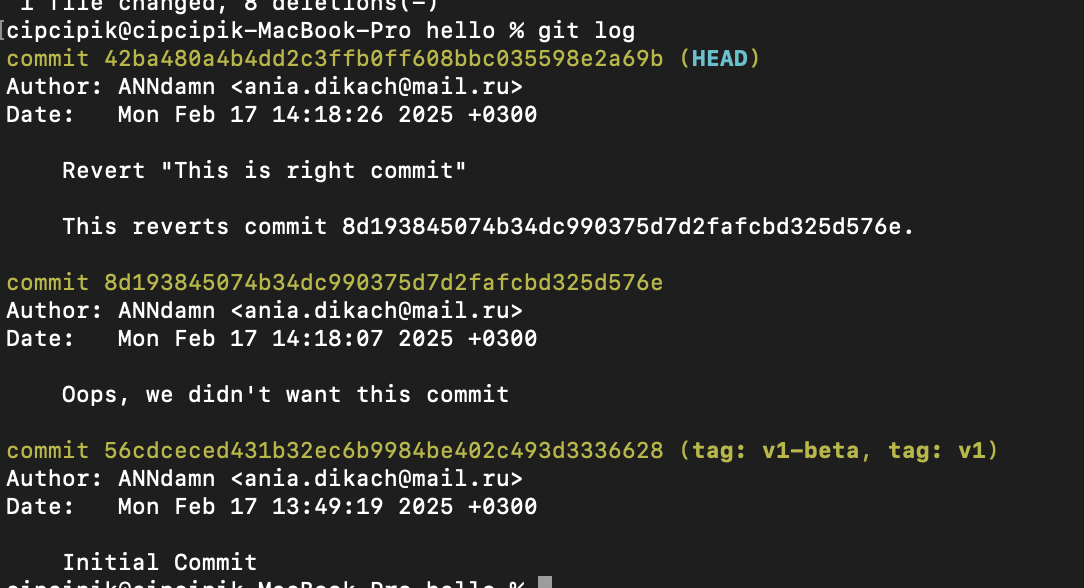 1 file changed, 8 deletions(-)
cipcipik@cipcipik-MacBook-Pro hello % git log
commit 42ba480a4b4dd2c3ffb0ff608bbc035598e2a69b (HEAD)
Author: ANNdamn <ania.dikach@mail.ru>
Date:   Mon Feb 17 14:18:26 2025 +0300
Revert "This is right commit"
This reverts commit 8d193845074b34dc990375d7d2fafcbd325d576e.
commit 8d193845074b34dc990375d7d2fafcbd325d576e
Author: ANNdamn <ania.dikach@mail.ru>
Date:   Mon Feb 17 14:18:07 2025 +0300
Oops, we didn't want this commit
commit 56cdceced431b32ec6b9984be402c493d3336628 (tag: v1-beta, tag: v1)
Author: ANNdamn <ania.dikach@mail.ru>
Date:   Mon Feb 17 13:49:19 2025 +0300
Initial Commit
cipcipik@cipcipik-MacBook-Pro hello %